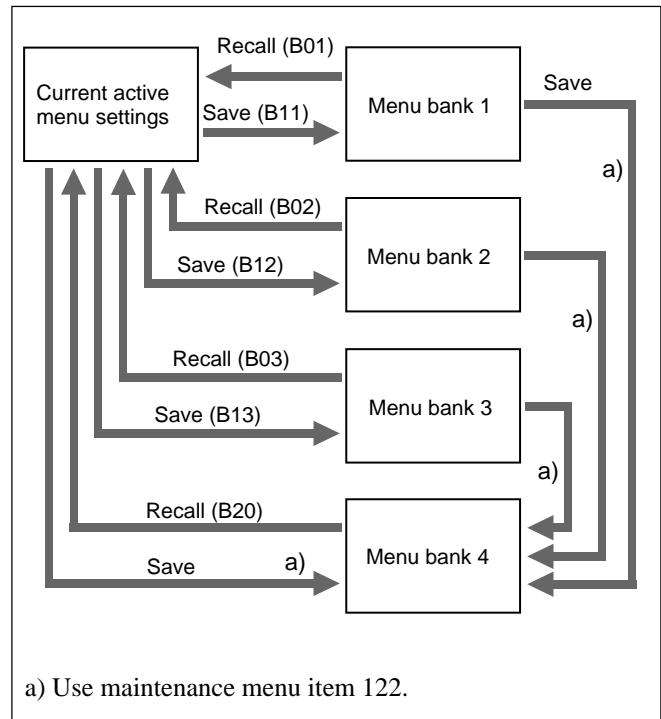 Recall (B01)
Current active
menu settings
Save (B11)
Menu bank 1
Save
a)
Recall (B02)
Save (B12)
Menu bank 2
a)
Recall (B03)
Save (B13)
Menu bank 3
a)
Recall (B20)
Save
a)
Menu bank 4
a) Use maintenance menu item 122.